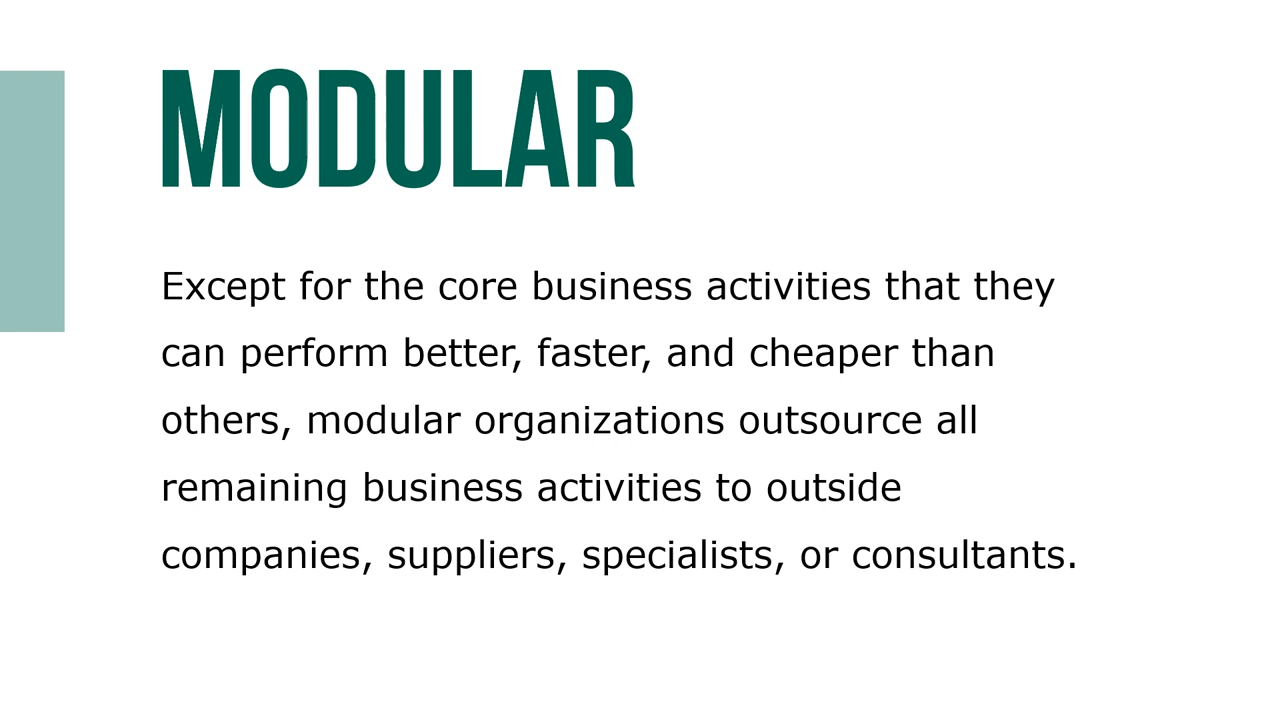 MODULAR
Except for the core business activities that they
can perform better, faster, and cheaper than
others, modular organizations outsource all
remaining business activities to outside
companies, suppliers, specialists, or consultants.